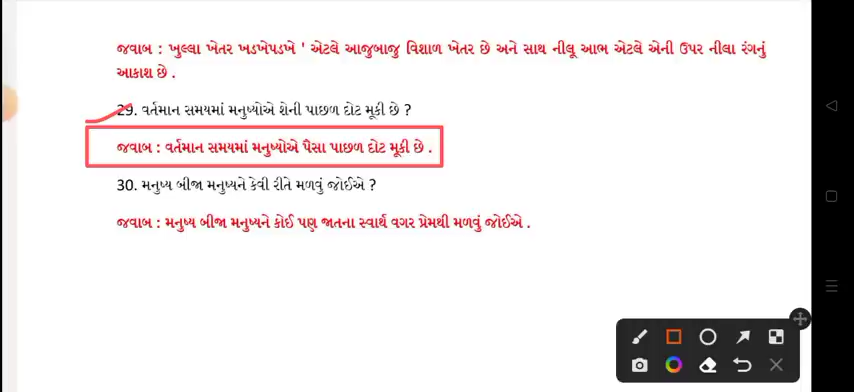 જવાબ : ખુલ્લા ખેતર ખડખેપડખે ' એટલે આજુબાજુ વિશાળ ખેતર છે અને સાથ નીલૂ આભ એટલે એની ઉપર નીલા રંગનું
આકાશ છે .
29. વર્તમાન સમયમાં મનુષ્યોએ શેની પાછળ દોટ મૂકી છે ?
જવાબ : વર્તમાન સમયમાં મનુષ્યોએ પૈસા પાછળ દોટ મૂકી છે .
30. મનુષ્ય બીજા મનુષ્યને કેવી રીતે મળવું જોઈએ ?
જવાબ : મનુષ્ય બીજા મનુષ્યને કોઈ પણ જાતના સ્વાર્થ વગર પ્રેમથી મળવું જોઈએ .